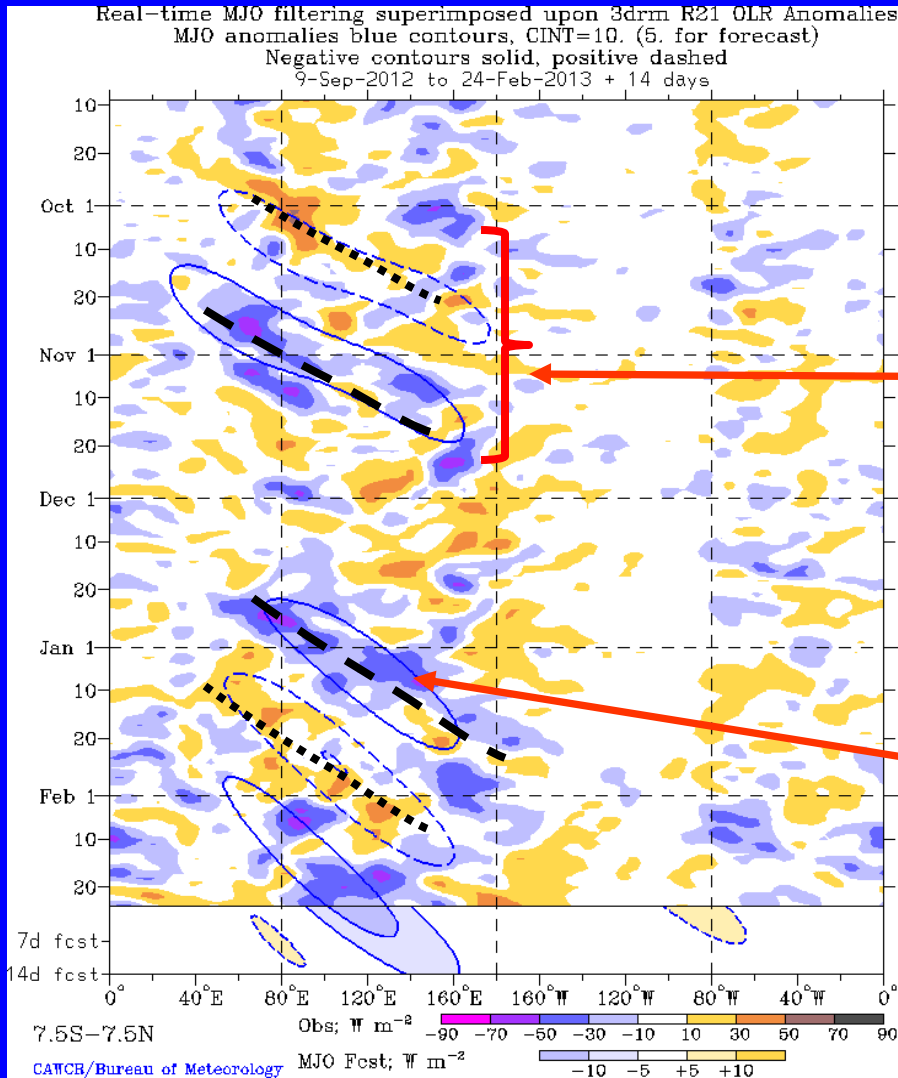 Real-time MJO filtering superimposed upon 3drm R21 OLR Anomalies
MJO anomalies blue contours, CINT=10. (5. for forecast)
Negative contours solid, positive dashed
9-Sep-2012 to 24-Feb-2013 + 14 days
10
20
Oct 1
10
20
Nov 1
10
20
Dec 1
10
20
Jan 1
10
20
Feb 1
10
20
7d fcst
14d fcst
0° 40°E 80°E 120°E 160°E 160°W 120°W 80°W 40°W 0°
7.5S-7.5N
Obs; W m⁻² -90 -70 -50 -30 -10 10 30 50 70 90
CAWCR/Bureau of Meteorology MJO Fcst; W m⁻² -10 -5 +5 +10